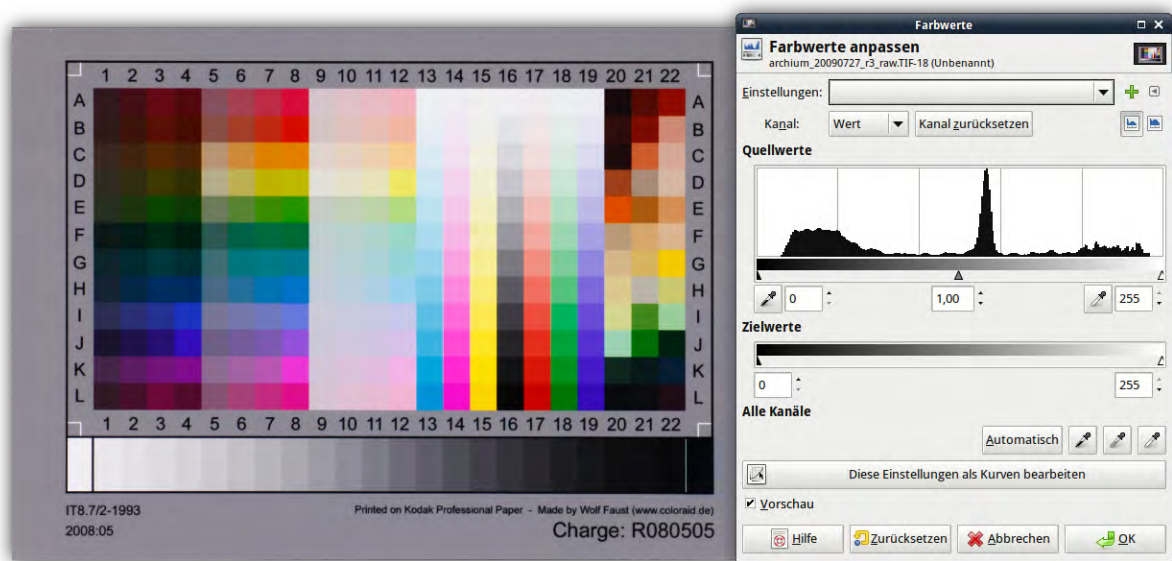 1 2 3 4 5 6 7 8 9 10 11 12 13 14 15 16 17 18 19 20 21 22
A A
B B
C C
D D
E E
F F
G G
H H
I I
J J
K K
L L
1 2 3 4 5 6 7 8 9 10 11 12 13 14 15 16 17 18 19 20 21 22
IT8.7/2-1993
Printed on Kodak Professional Paper - Made by Wolf Faust (www.coloraid.de)
2008:05
Charge: R080505
Farbwerte
Farbwerte anpassen
archium_20090727_r3_raw.TIF-18 (Unbenannt)
Einstellungen:
Kanal: Wert Kanal zurücksetzen
Quellwerte
0 1,00 255
Zielwerte
0 255
Alle Kanäle
Automatisch
Diese Einstellungen als Kurven bearbeiten
Vorschau
Hilfe Zurücksetzen Abbrechen OK